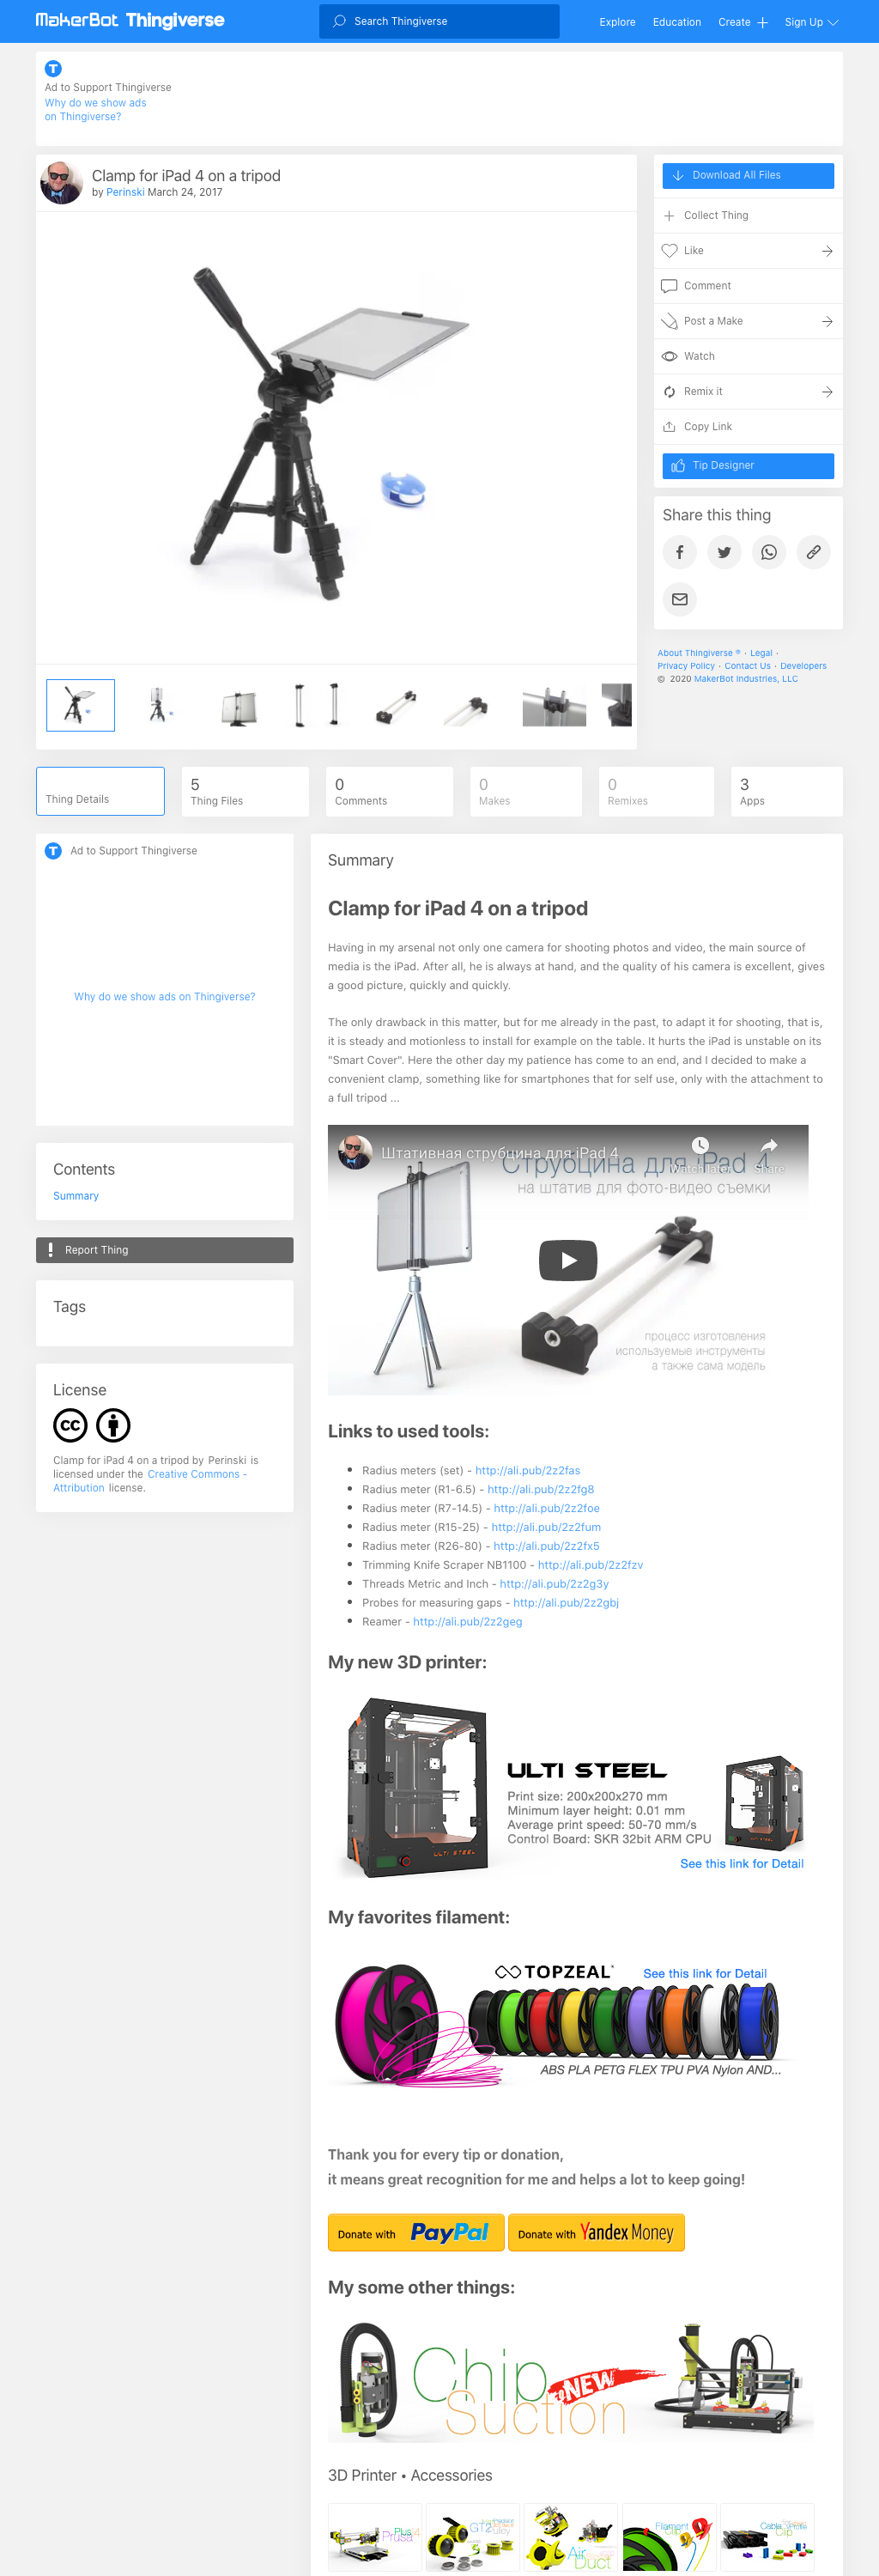 MakerBot Thingiverse
Search Thingiverse
Explore Education Create Sign Up
Ad to Support Thingiverse
Why do we show ads
on Thingiverse?
Clamp for iPad 4 on a tripod
by Perinski March 24, 2017
Download All Files
Collect Thing
Like
Comment
Post a Make
Watch
Remix it
Copy Link
Tip Designer
Share this thing
About Thingiverse ® · Legal ·
Privacy Policy · Contact Us · Developers
© 2020 MakerBot Industries, LLC
Thing Details
5
Thing Files
0
Comments
0
Makes
0
Remixes
3
Apps
Ad to Support Thingiverse
Why do we show ads on Thingiverse?
Contents
Summary
Report Thing
Tags
License
Clamp for iPad 4 on a tripod by Perinski is
licensed under the Creative Commons -
Attribution license.
Summary
Clamp for iPad 4 on a tripod
Having in my arsenal not only one camera for shooting photos and video, the main source of
media is the iPad. After all, he is always at hand, and the quality of his camera is excellent, gives
a good picture, quickly and quickly.
The only drawback in this matter, but for me already in the past, to adapt it for shooting, that is,
it is steady and motionless to install for example on the table. It hurts the iPad is unstable on its
"Smart Cover". Here the other day my patience has come to an end, and I decided to make a
convenient clamp, something like for smartphones that for self use, only with the attachment to
a full tripod ...
Штативная струбцина для iPad 4
Watch later
Share
Струбцина для iPad 4
на штатив для фото-видео съемки
процесс изготовления
используемые инструменты
а также сама модель
Links to used tools:
Radius meters (set) - http://ali.pub/2z2fas
Radius meter (R1-6.5) - http://ali.pub/2z2fg8
Radius meter (R7-14.5) - http://ali.pub/2z2foe
Radius meter (R15-25) - http://ali.pub/2z2fum
Radius meter (R26-80) - http://ali.pub/2z2fx5
Trimming Knife Scraper NB1100 - http://ali.pub/2z2fzv
Threads Metric and Inch - http://ali.pub/2z2g3y
Probes for measuring gaps - http://ali.pub/2z2gbj
Reamer - http://ali.pub/2z2geg
My new 3D printer:
ULTI STEEL
ULTI STEEL
Print size: 200x200x270 mm
Minimum layer height: 0.01 mm
Average print speed: 50-70 mm/s
Control Board: SKR 32bit ARM CPU
See this link for Detail
My favorites filament:
TOPZEAL
See this link for Detail
ABS PLA PETG FLEX TPU PVA Nylon AND...
Thank you for every tip or donation,
it means great recognition for me and helps a lot to keep going!
Donate with PayPal
Donate with Yandex Money
My some other things:
Chip
Suction
NEW
3D Printer • Accessories
Plus
Prusa i4
GT2
Pulley
Air
Duct
Filament
Clip
Cable
Clip